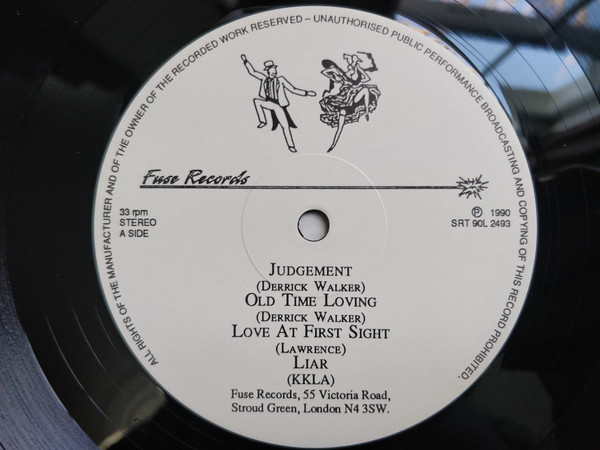 ALL RIGHTS OF THE MANUFACTURER AND OF THE OWNER OF THE RECORDED WORK RESERVED – UNAUTHORISED PUBLIC PERFORMANCE BROADCASTING AND COPYING OF THIS RECORD PROHIBITED.
Fuse Records
33 rpm
STEREO
A SIDE
Ⓟ 1990
SRT 90L 2493
JUDGEMENT
(DERRICK WALKER)
OLD TIME LOVING
(DERRICK WALKER)
LOVE AT FIRST SIGHT
(LAWRENCE)
LIAR
(KKLA)
Fuse Records, 55 Victoria Road,
Stroud Green, London N4 3SW.